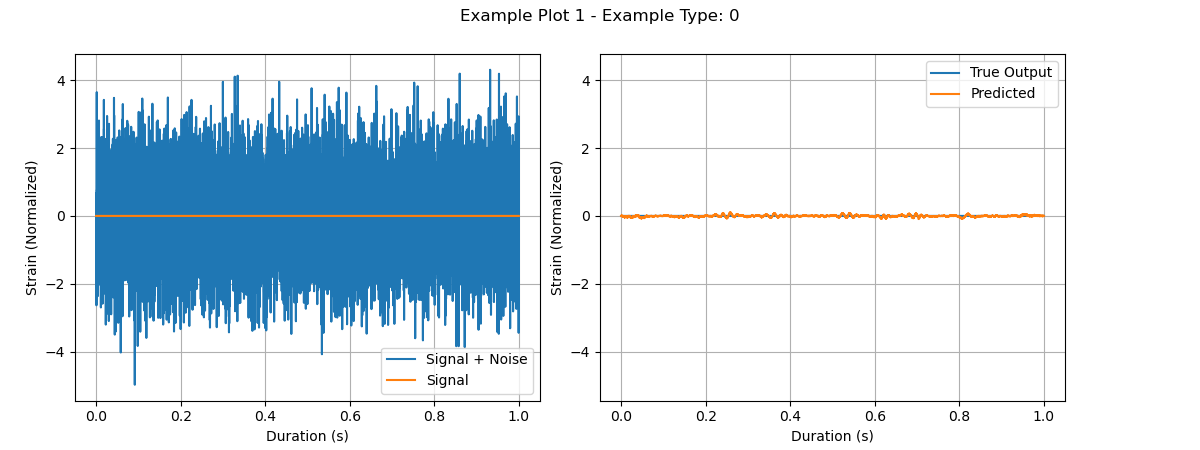 Example Plot 1 - Example Type: 0
Strain (Normalized)
4
2
0
−2
−4
Signal + Noise
Signal
0.0 0.2 0.4 0.6 0.8 1.0
Duration (s)
Strain (Normalized)
4
2
0
−2
−4
True Output
Predicted
0.0 0.2 0.4 0.6 0.8 1.0
Duration (s)